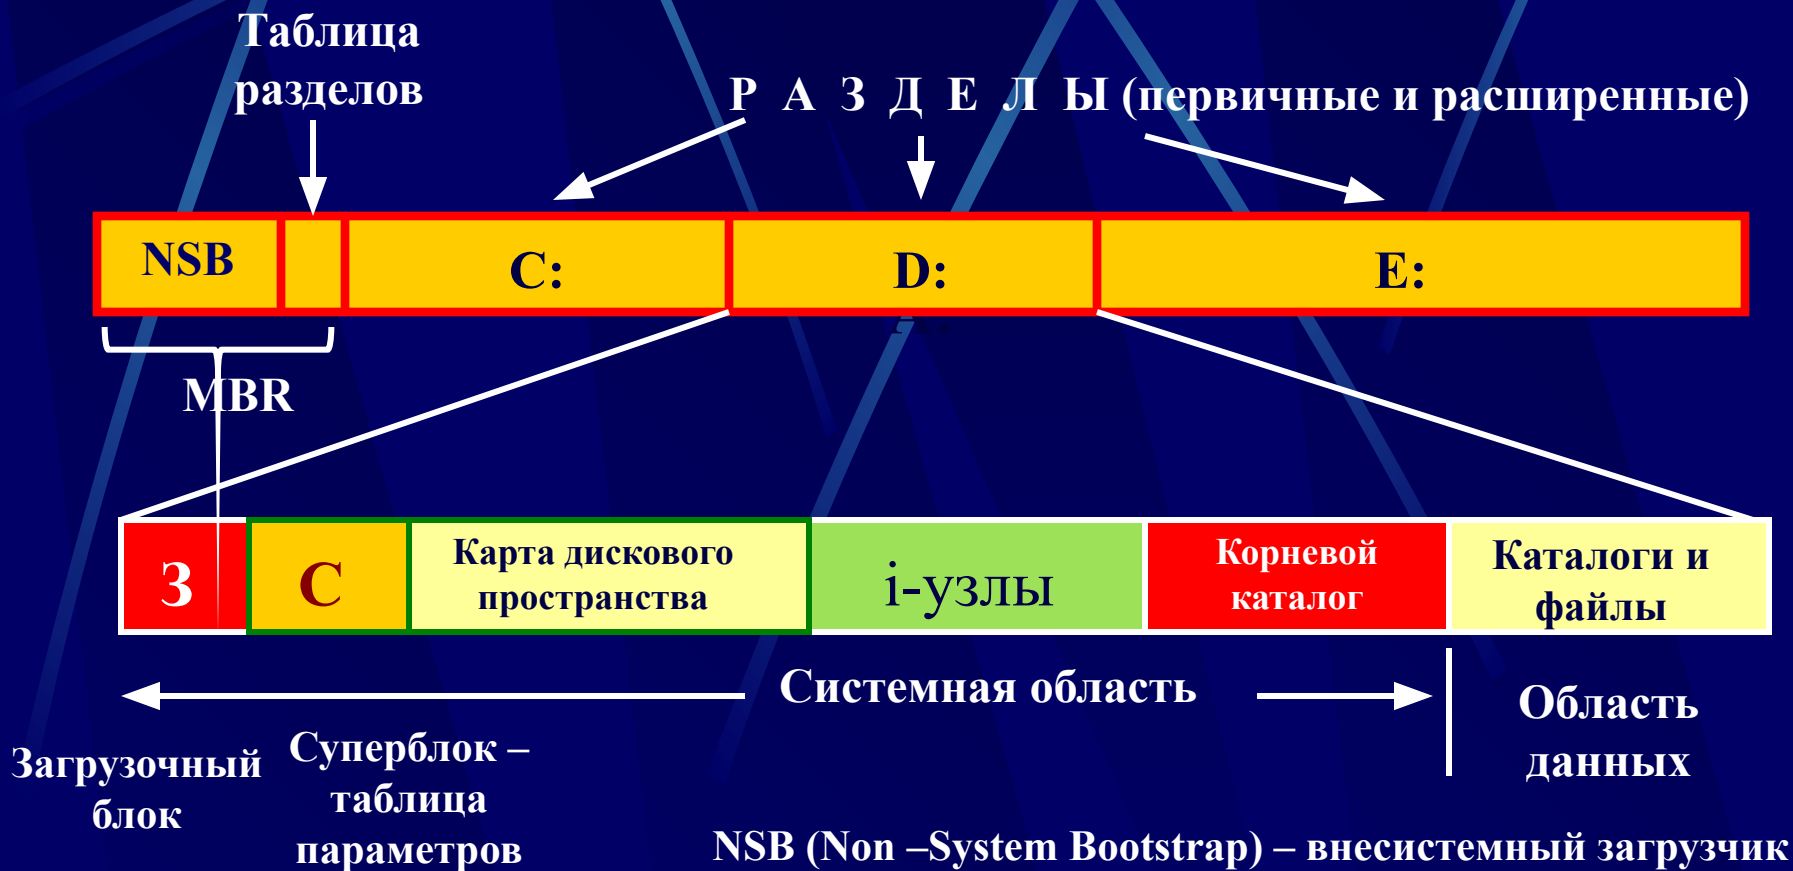 Таблица
разделов
Р А З Д Е Л Ы (первичные и расширенные)
NSB
C:
D:
E:
MBR
З
С
Карта дискового
пространства
i-узлы
Корневой
каталог
Каталоги и
файлы
Системная область
Область
данных
Загрузочный
блок
Суперблок –
таблица
параметров
NSB (Non –System Bootstrap) – внесистемный загрузчик